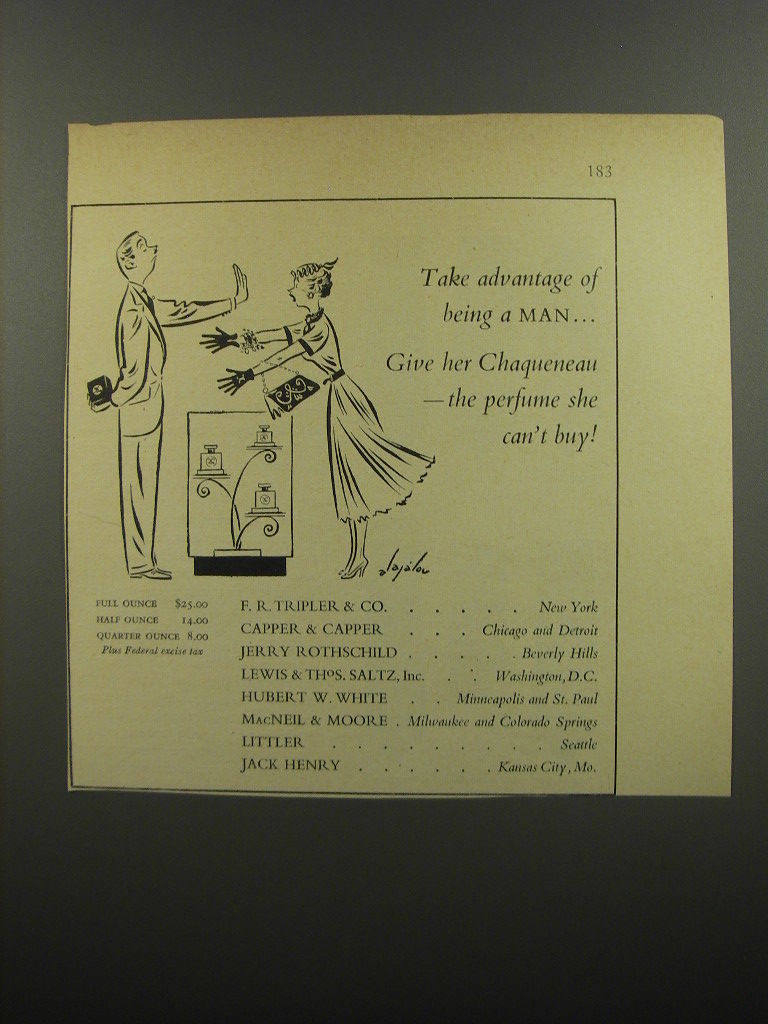 183
Take advantage of
being a MAN...
Give her Chaqueneau
—the perfume she
can't buy!
alajálov
FULL OUNCE $25.00
HALF OUNCE 14.00
QUARTER OUNCE 8.00
Plus Federal excise tax
F. R. TRIPLER & CO. . . . . . New York
CAPPER & CAPPER . . . Chicago and Detroit
JERRY ROTHSCHILD . . . . . Beverly Hills
LEWIS & THOS. SALTZ, Inc. . . Washington, D.C.
HUBERT W. WHITE . . Minneapolis and St. Paul
MACNEIL & MOORE . Milwaukee and Colorado Springs
LITTLER . . . . . . . . . Seattle
JACK HENRY . . . . . . Kansas City, Mo.